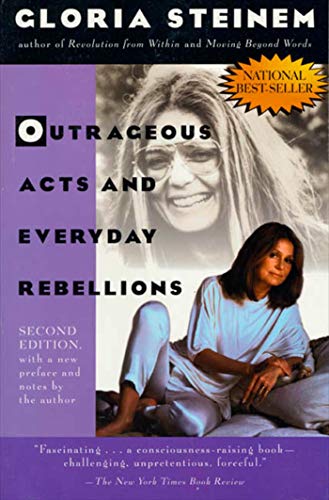 GLORIA STEINEM
author of Revolution from Within and Moving Beyond Words
NATIONAL
BEST-SELLER
OUTRAGEOUS
ACTS AND
EVERYDAY
REBELLIONS
SECOND
EDITION,
with a new
preface and
notes by
the author
"Fascinating . . . a consciousness-raising book—
challenging, unpretentious, forceful."
—The New York Times Book Review